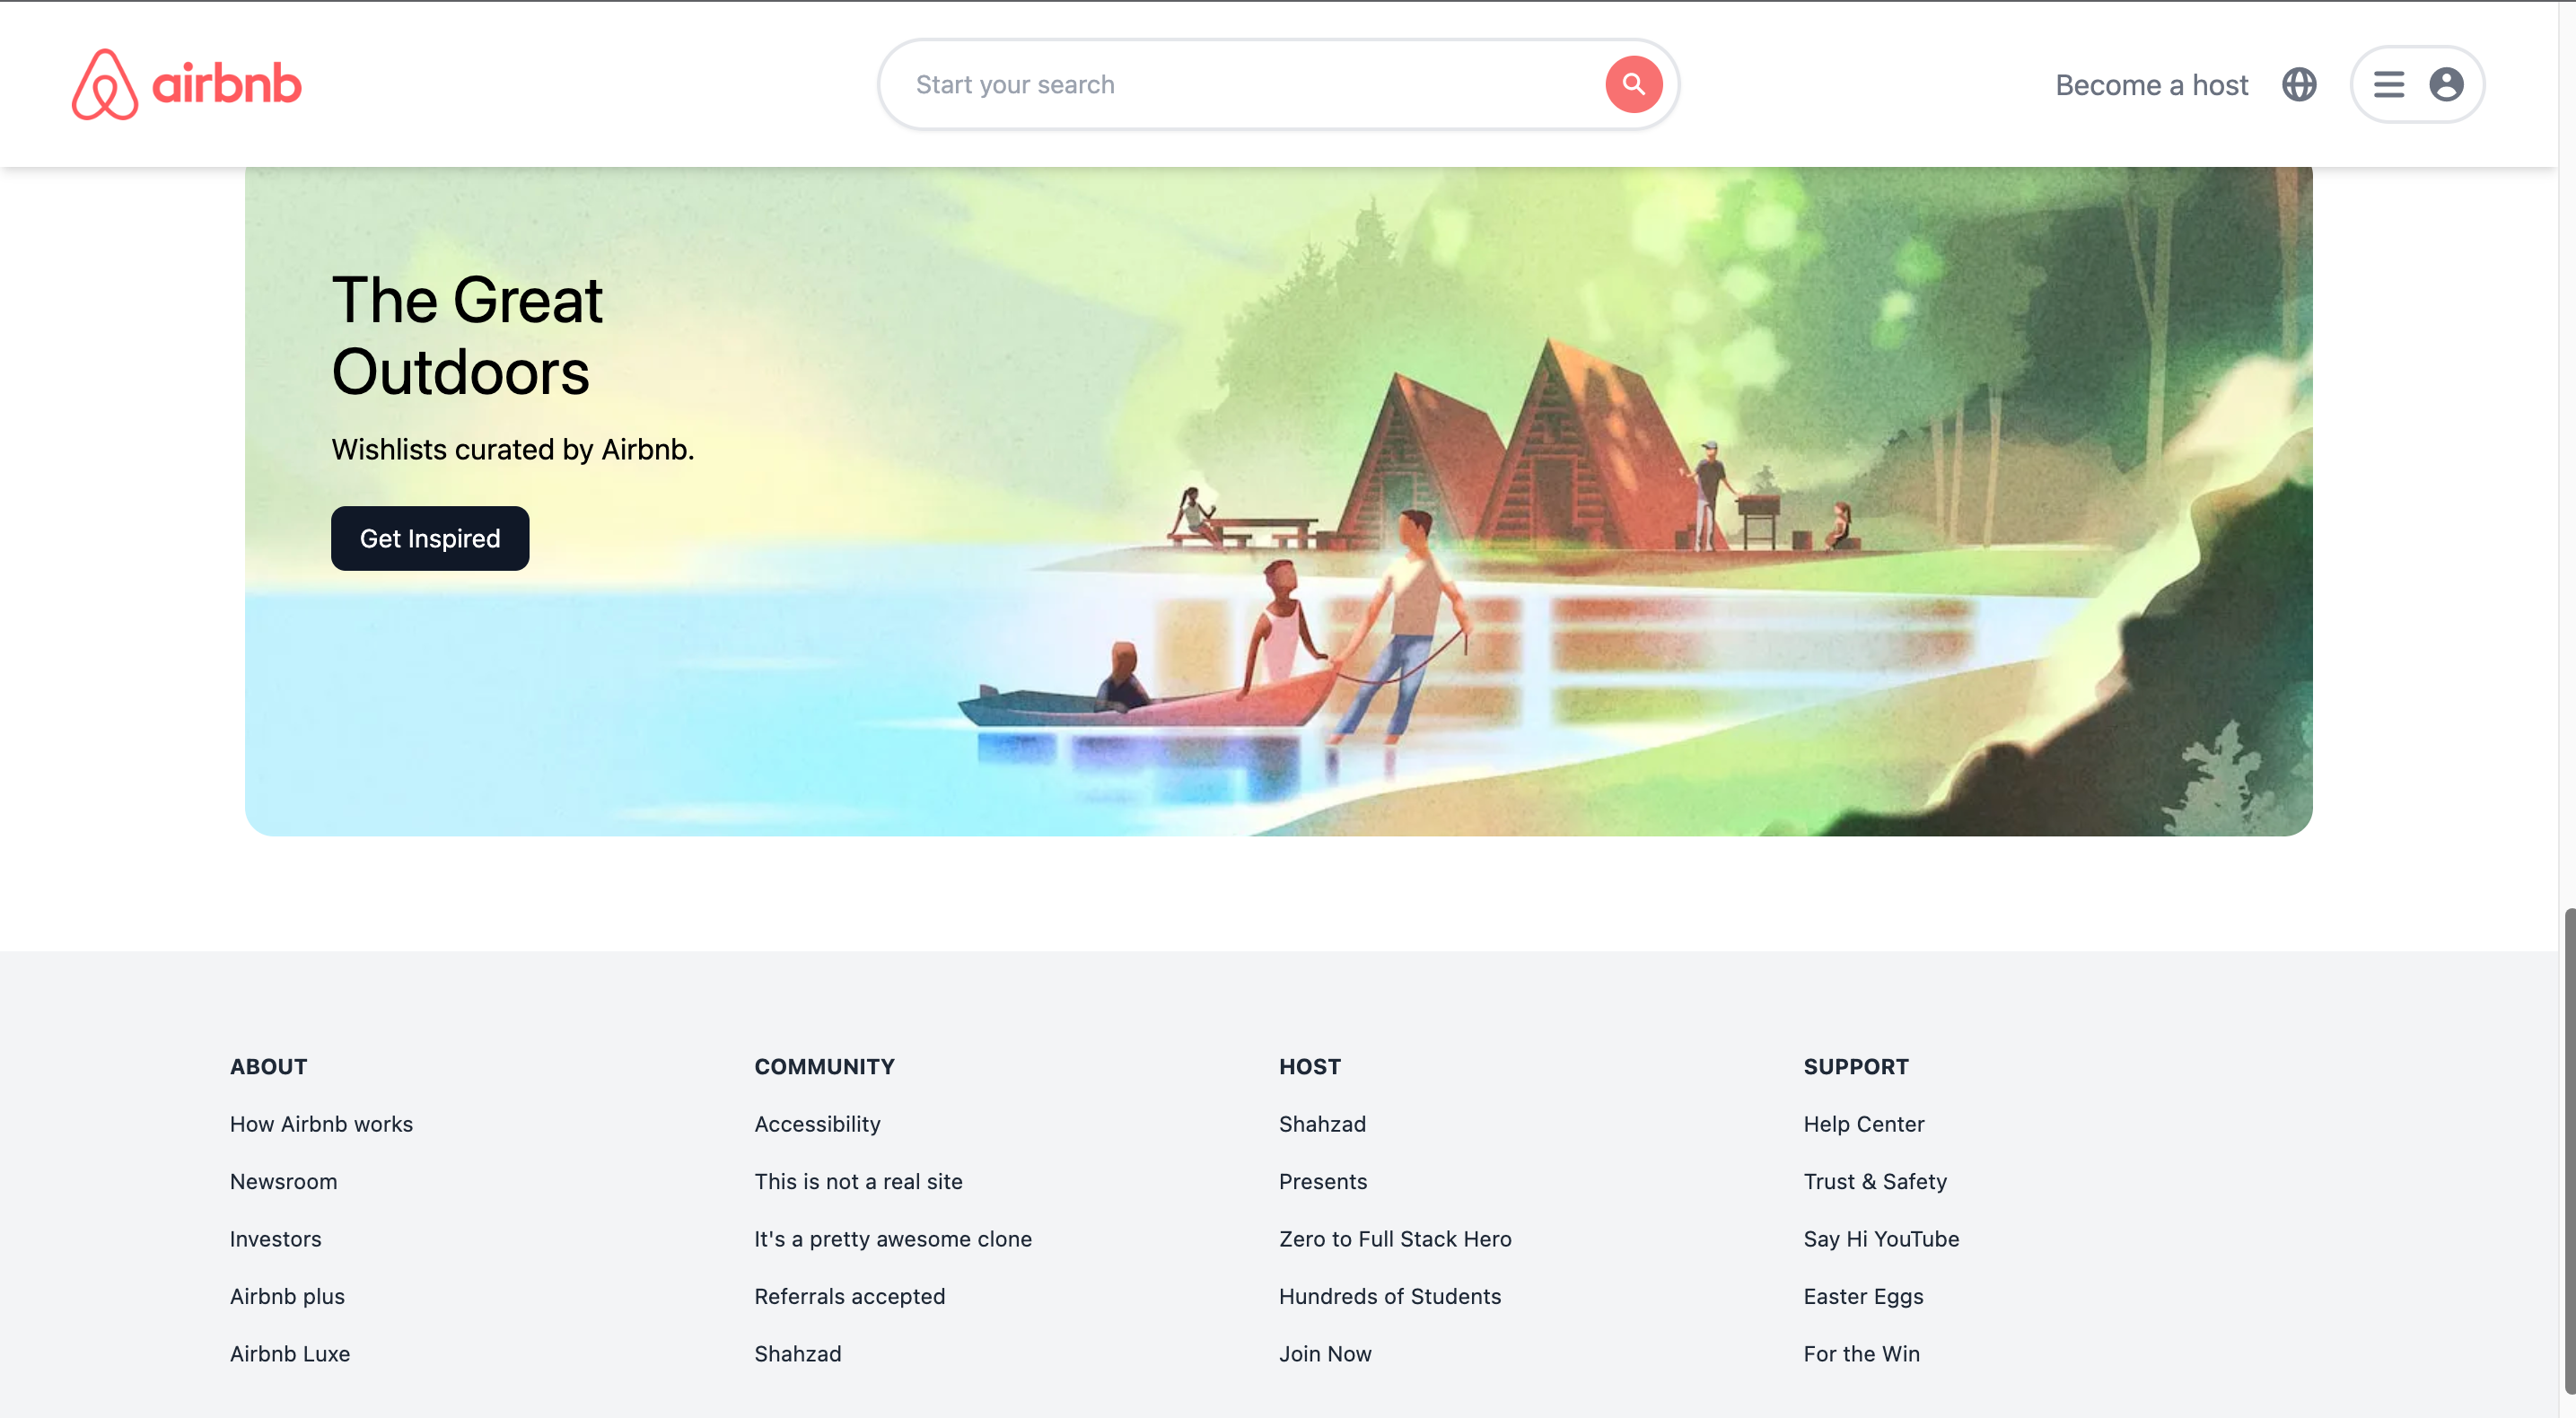 airbnb
Start your search
Become a host
The Great
Outdoors
Wishlists curated by Airbnb.
Get Inspired
ABOUT
How Airbnb works
Newsroom
Investors
Airbnb plus
Airbnb Luxe
COMMUNITY
Accessibility
This is not a real site
It's a pretty awesome clone
Referrals accepted
Shahzad
HOST
Shahzad
Presents
Zero to Full Stack Hero
Hundreds of Students
Join Now
SUPPORT
Help Center
Trust & Safety
Say Hi YouTube
Easter Eggs
For the Win